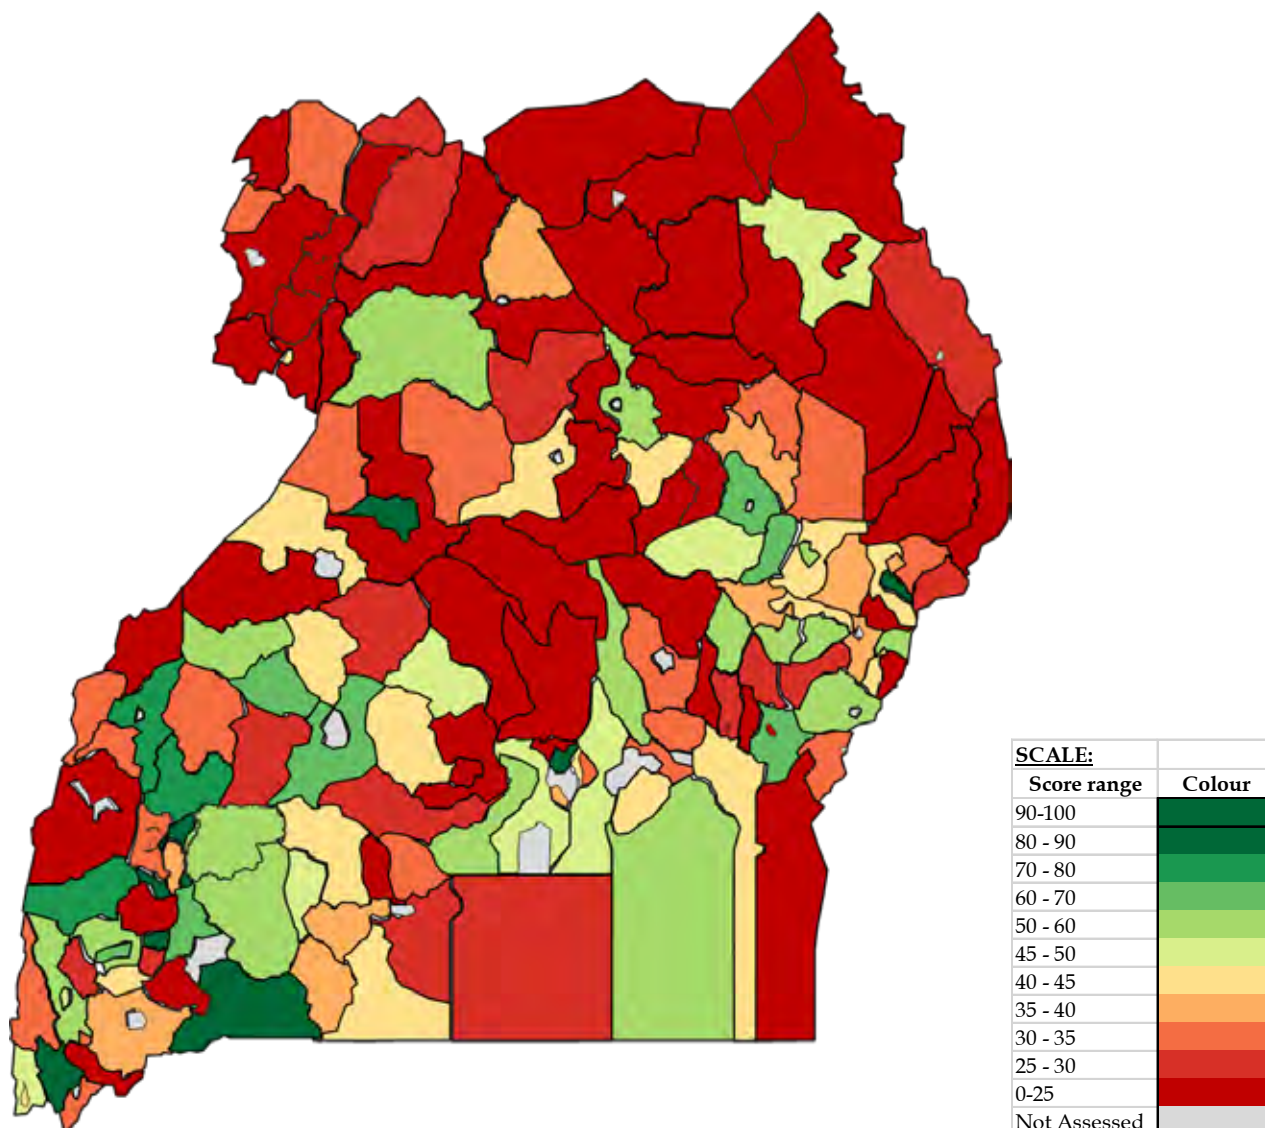 SCALE:
Score range Colour
90-100
80 - 90
70 - 80
60 - 70
50 - 60
45 - 50
40 - 45
35 - 40
30 - 35
25 - 30
0-25
Not Assessed